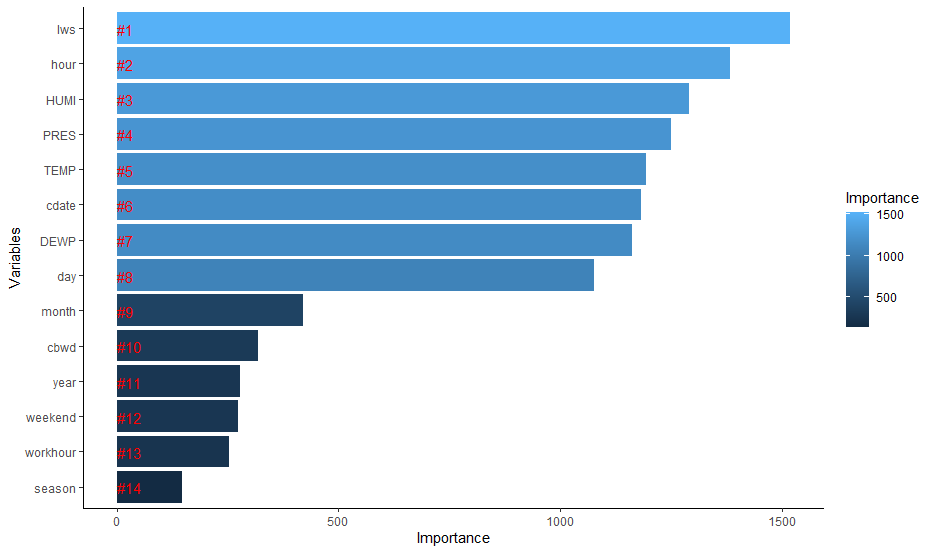 lws #1
hour #2
HUMI #3
PRES #4
TEMP #5
cdate #6
DEWP #7
day #8
month #9
cbwd #10
year #11
weekend #12
workhour #13
season #14
Variables
0 500 1000 1500
Importance
Importance
1500
1000
500